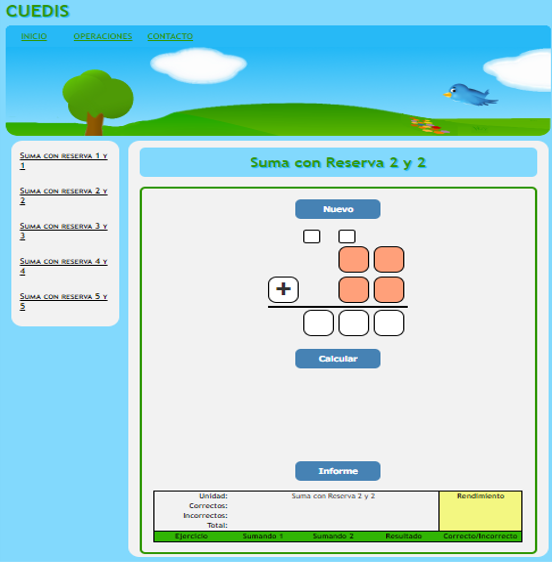 CUEDIS
INICIO OPERACIONES CONTACTO
Suma con reserva 1 y
1
Suma con reserva 2 y
2
Suma con reserva 3 y
3
Suma con reserva 4 y
4
Suma con reserva 5 y
5
Suma con Reserva 2 y 2
Nuevo
+
Calcular
Informe
Unidad: Suma con Reserva 2 y 2 Rendimiento
Correctos:
Incorrectos:
Total:
Ejercicio Sumando 1 Sumando 2 Resultado Correcto/Incorrecto